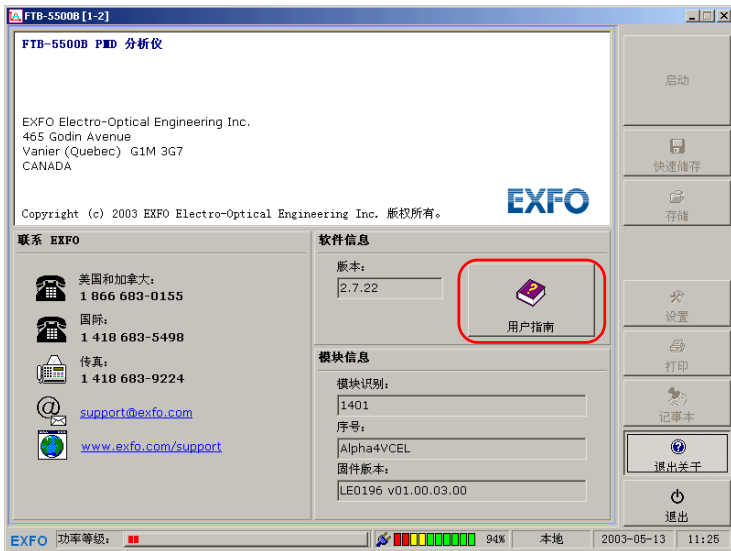 FTB-5500B [1-2]
FTB-5500B PMD 分析仪
EXFO Electro-Optical Engineering Inc.
465 Godin Avenue
Vanier (Quebec) G1M 3G7
CANADA
EXFO
Copyright (c) 2003 EXFO Electro-Optical Engineering Inc. 版权所有。
联系 EXFO
美国和加拿大:
1 866 683-0155
国际:
1 418 683-5498
传真:
1 418 683-9224
support@exfo.com
www.exfo.com/support
软件信息
版本:
2.7.22
用户指南
模块信息
模块识别:
1401
序号:
Alpha4VCEL
固件版本:
LE0196 v01.00.03.00
启动
快速储存
存储
设置
打印
记事本
退出关于
退出
EXFO 功率等级: 94% 本地 2003-05-13 11:25